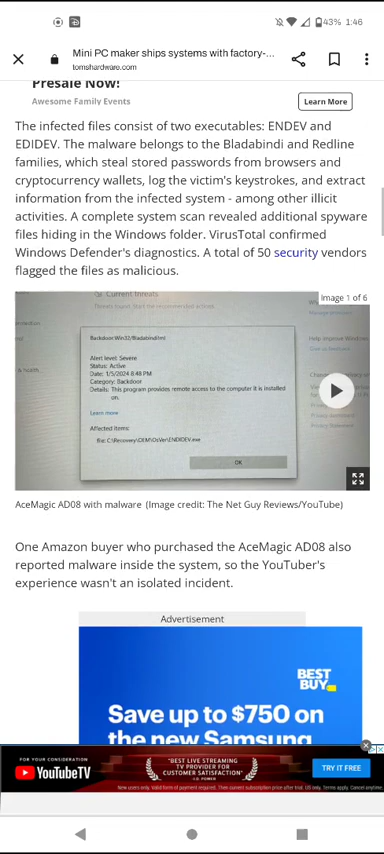 43% 1:46
Mini PC maker ships systems with factory-...
tomshardware.com
Presale Now!
Awesome Family Events
Learn More
The infected files consist of two executables: ENDEV and
EDIDEV. The malware belongs to the Bladabindi and Redline
families, which steal stored passwords from browsers and
cryptocurrency wallets, log the victim's keystrokes, and extract
information from the infected system - among other illicit
activities. A complete system scan revealed additional spyware
files hiding in the Windows folder. VirusTotal confirmed
Windows Defender's diagnostics. A total of 50 security vendors
flagged the files as malicious.
Image 1 of 6
Current threats
Backdoor:Win32/Bladabindi!ml
Alert level: Severe
Status: Active
Date: 1/5/2024 8:48 PM
Category: Backdoor
Details: This program provides remote access to the computer it is installed
on.
Learn more
Affected items:
file: C:\Recovery\OEM\OsVer\ENDIDEV.exe
OK
AceMagic AD08 with malware (Image credit: The Net Guy Reviews/YouTube)
One Amazon buyer who purchased the AceMagic AD08 also
reported malware inside the system, so the YouTuber's
experience wasn't an isolated incident.
Advertisement
BEST
BUY
Save up to $750 on
the new Samsung
FOR YOUR CONSIDERATION
YouTubeTV
"BEST LIVE STREAMING
TV PROVIDER FOR
CUSTOMER SATISFACTION"
TRY IT FREE